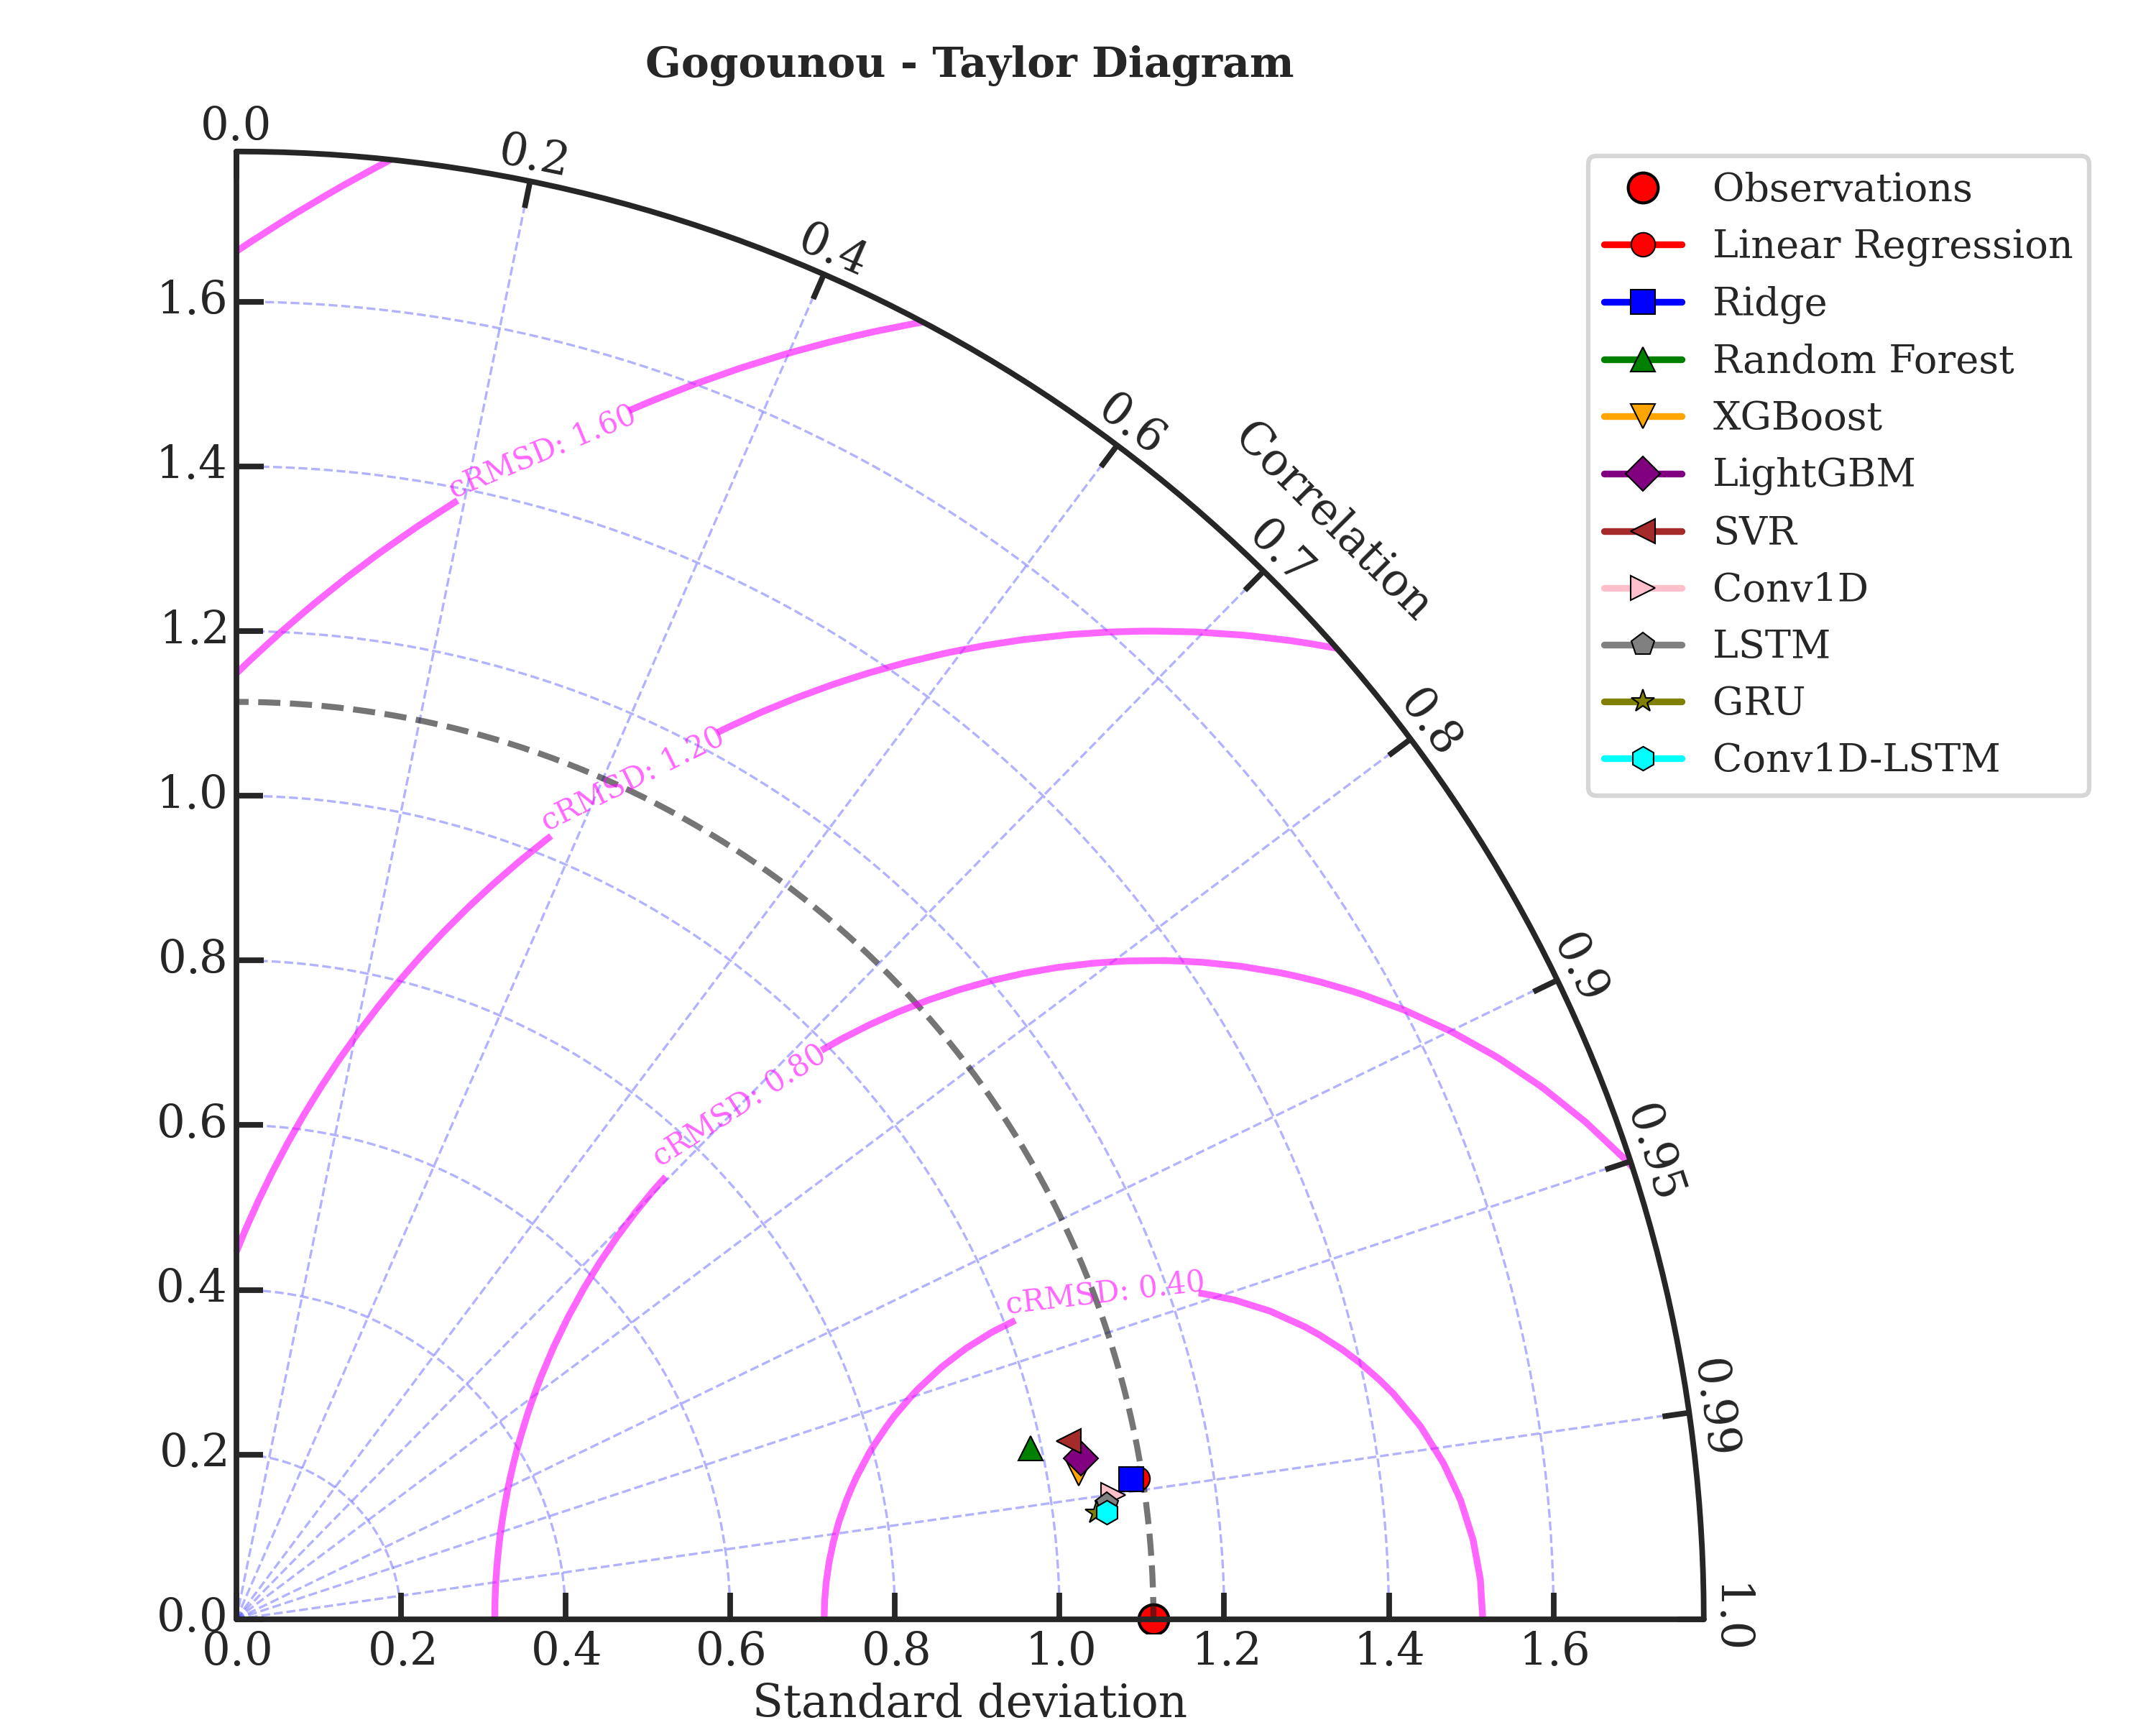 Gogounou - Taylor Diagram
0.0
0.2
0.4
0.6
0.7
0.8
0.9
0.95
0.99
1.0
Correlation
1.6
1.4
1.2
1.0
0.8
0.6
0.4
0.2
0.0
cRMSD: 1.60
cRMSD: 1.20
cRMSD: 0.80
cRMSD: 0.40
0.0
0.2
0.4
0.6
0.8
1.0
1.2
1.4
1.6
Standard deviation
Observations
Linear Regression
Ridge
Random Forest
XGBoost
LightGBM
SVR
Conv1D
LSTM
GRU
Conv1D-LSTM